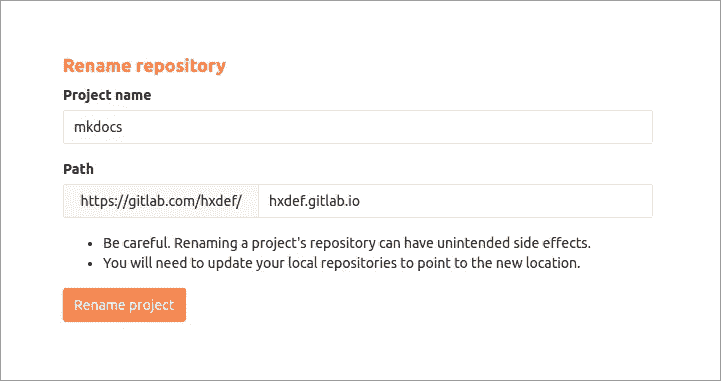 Rename repository
Project name
mkdocs
Path
https://gitlab.com/hxdef/ hxdef.gitlab.io
Be careful. Renaming a project's repository can have unintended side effects.
You will need to update your local repositories to point to the new location.
Rename project